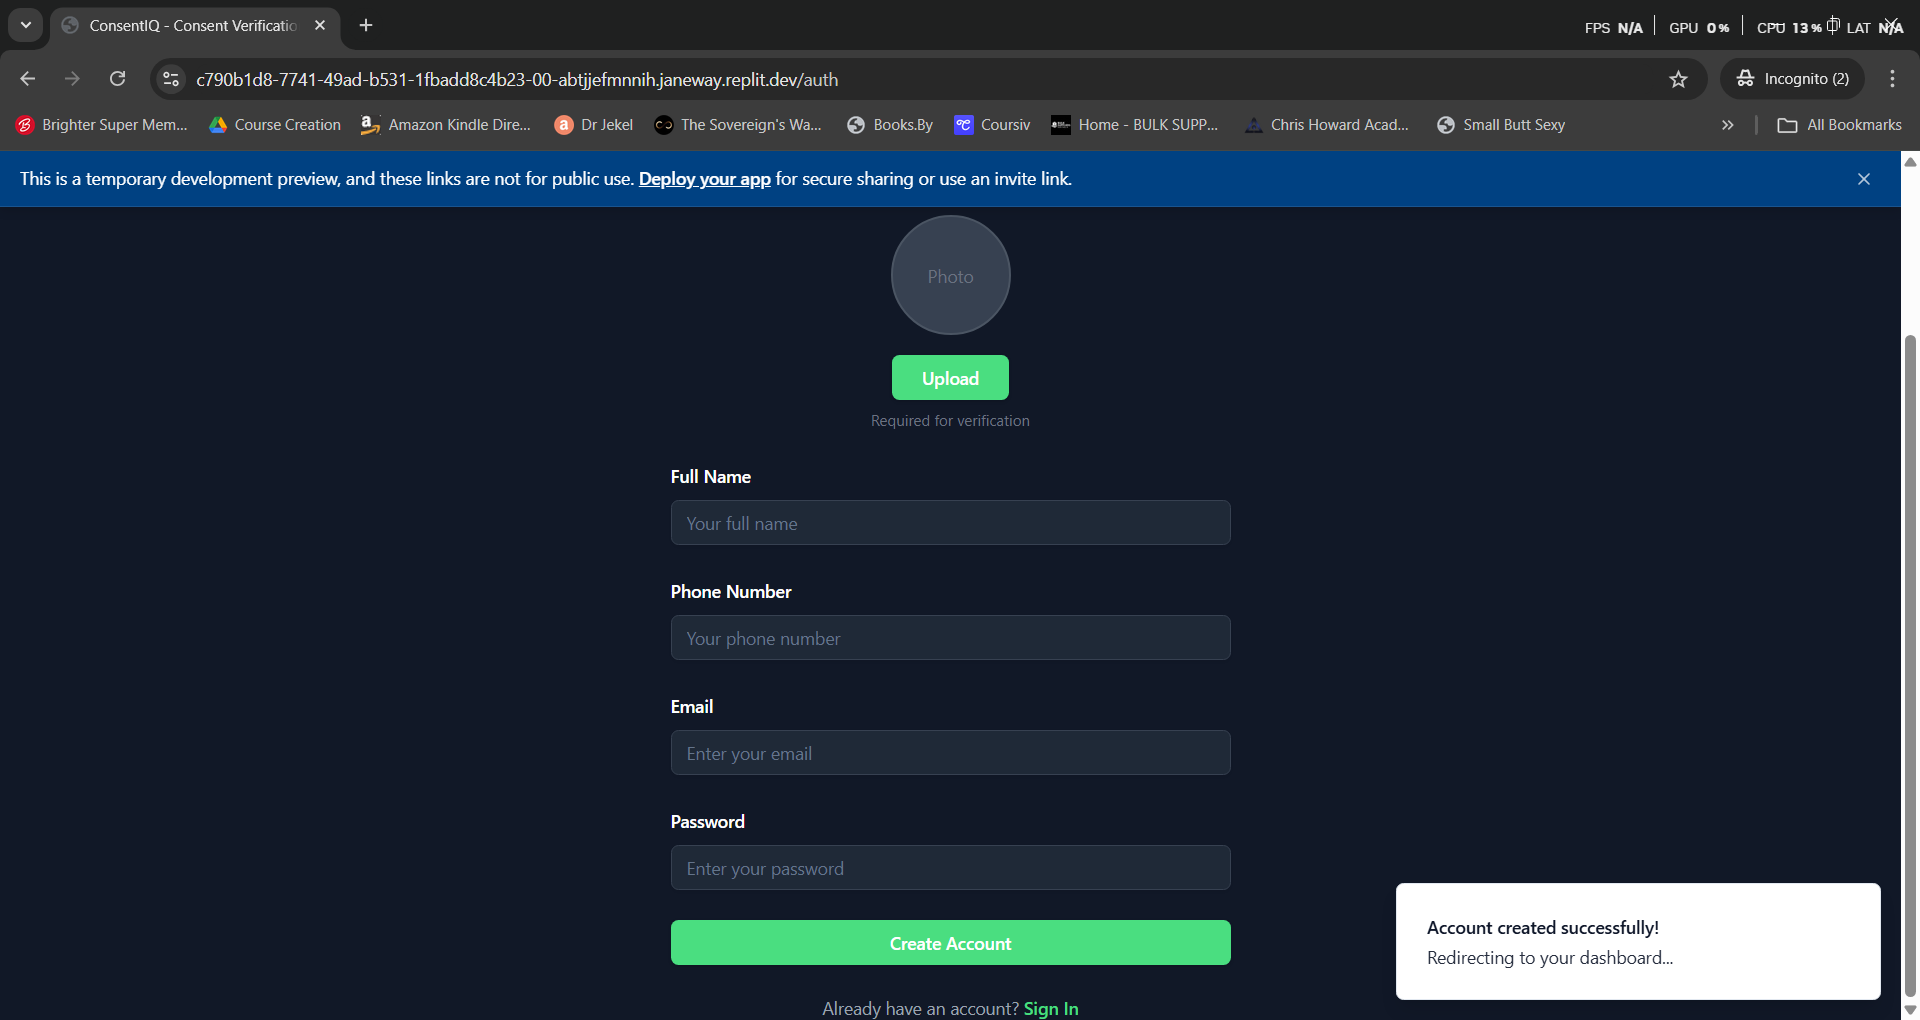 ConsentIQ - Consent Verificatio
FPS N/A GPU 0% CPU 13% LAT N/A
c790b1d8-7741-49ad-b531-1fbadd8c4b23-00-abtjjefmnnih.janeway.replit.dev/auth
Incognito (2)
Brighter Super Mem... Course Creation Amazon Kindle Dire... Dr Jekel The Sovereign's Wa... Books.By Coursiv Home - BULK SUPP... Chris Howard Acad... Small Butt Sexy » All Bookmarks
This is a temporary development preview, and these links are not for public use. Deploy your app for secure sharing or use an invite link.
Photo
Upload
Required for verification
Full Name
Your full name
Phone Number
Your phone number
Email
Enter your email
Password
Enter your password
Create Account
Account created successfully!
Redirecting to your dashboard...
Already have an account? Sign In